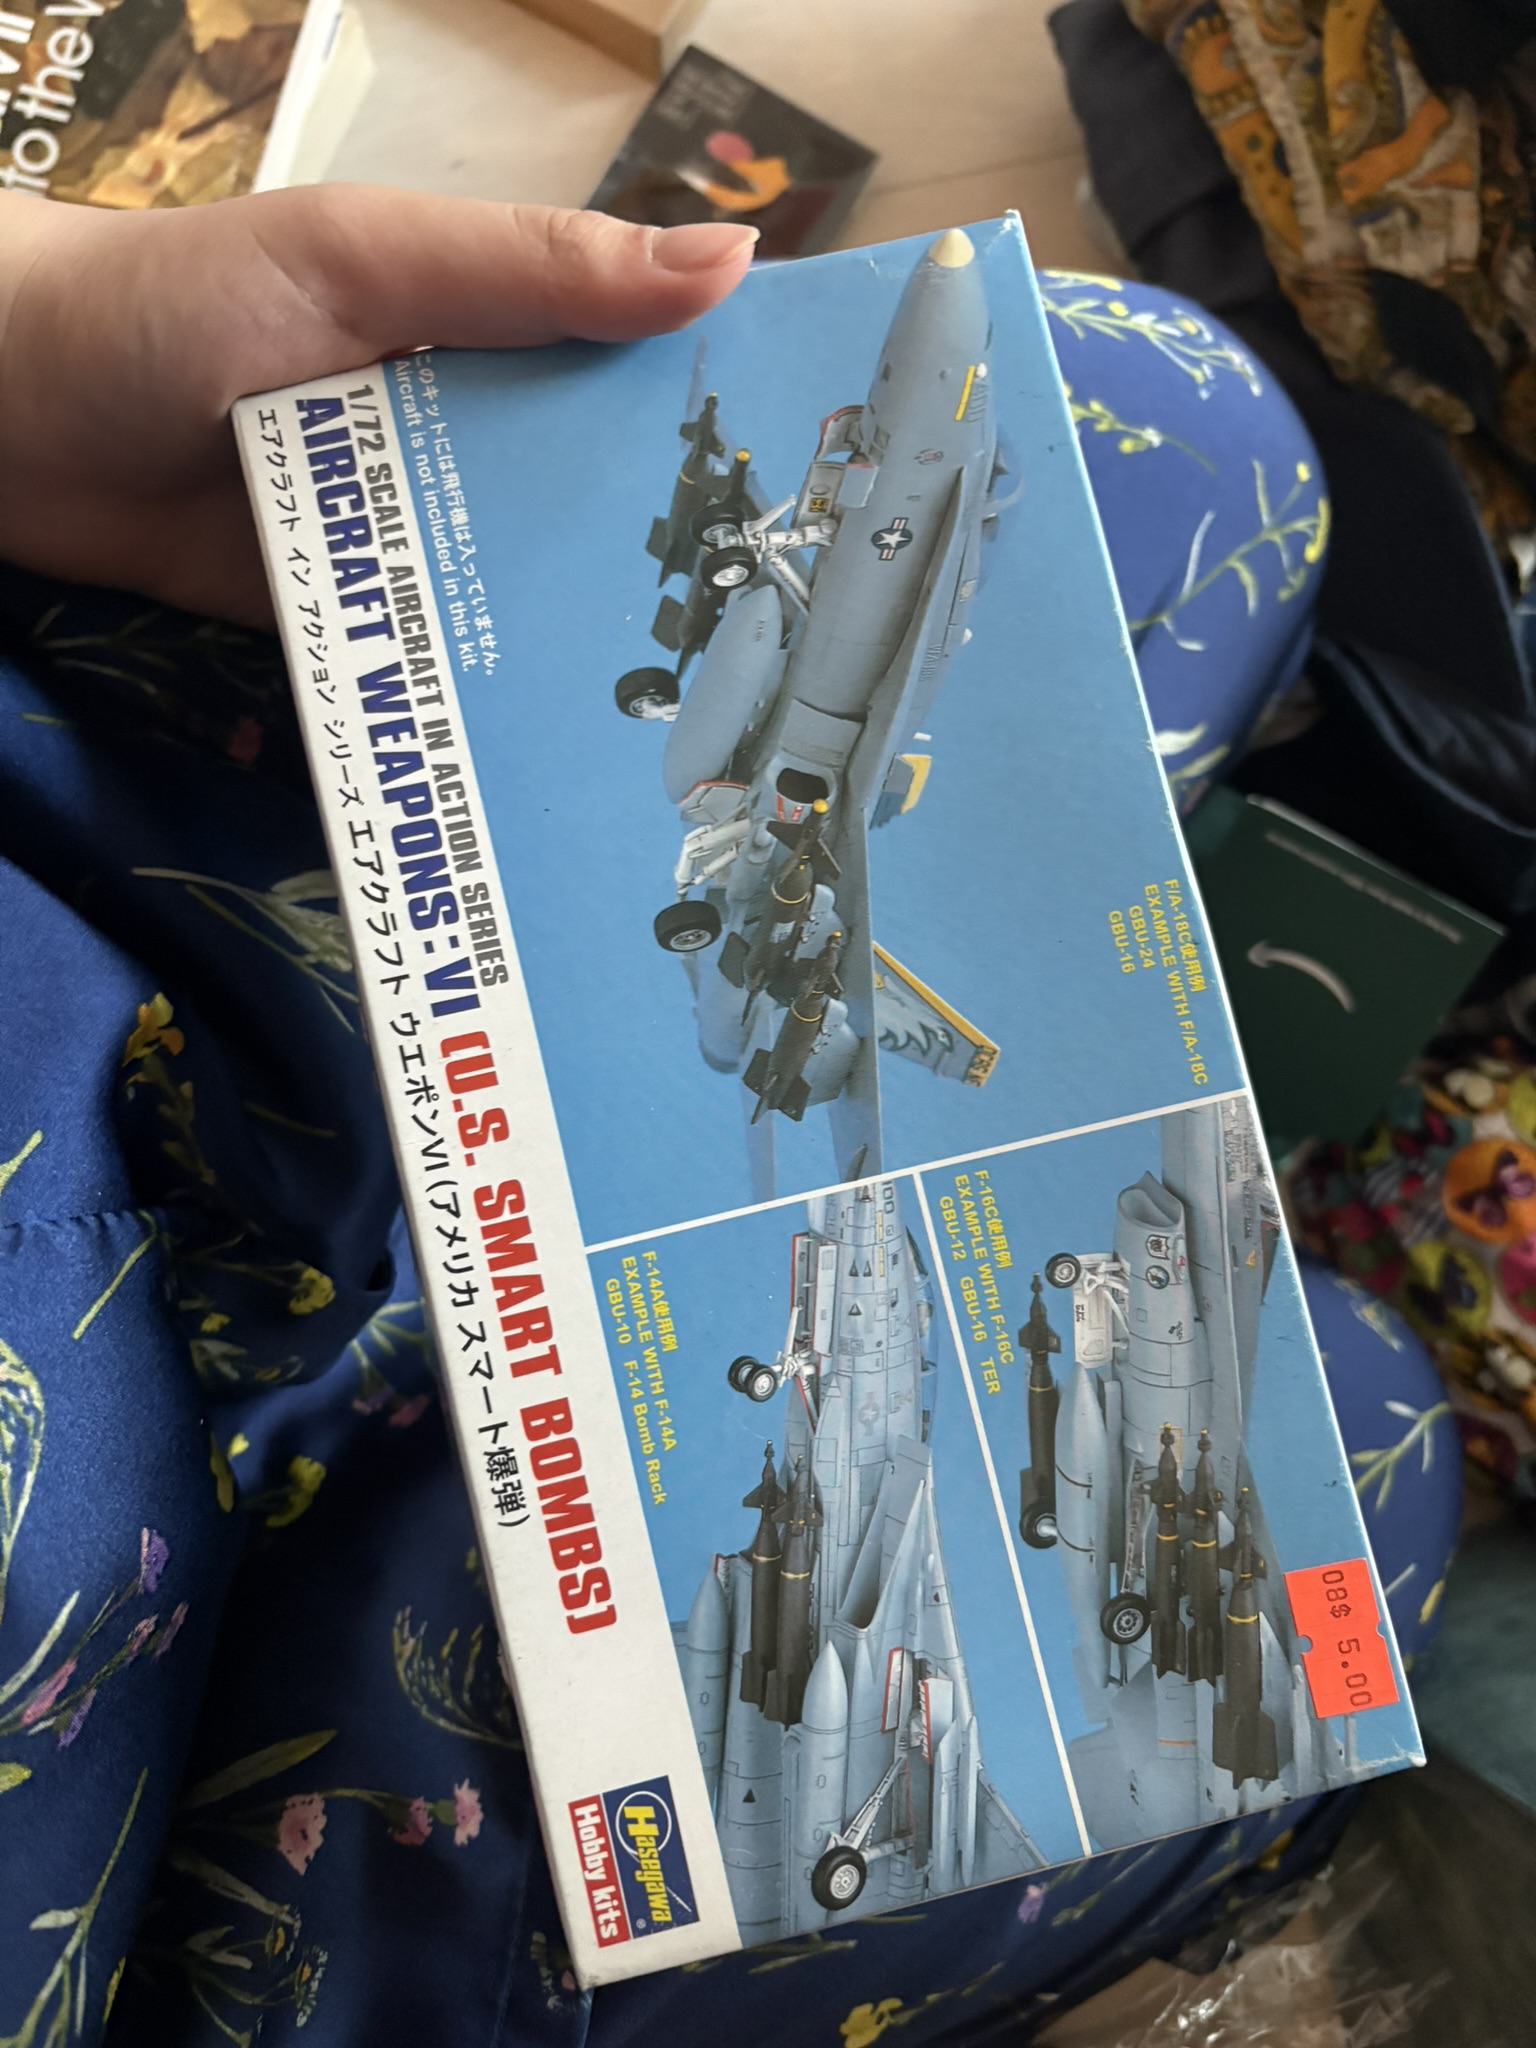 to the
このキットには飛行機は入っていません。
Aircraft is not included in this kit.
1/72 SCALE AIRCRAFT IN ACTION SERIES
AIRCRAFT WEAPONS : VI (U.S. SMART BOMBS)
エアクラフト イン アクション シリーズ エアクラフト ウエポンVI (アメリカ スマート爆弾)
F/A-18C使用例
EXAMPLE WITH F/A-18C
GBU-24
GBU-16
F-16C使用例
EXAMPLE WITH F-16C
GBU-12 GBU-16 TER
F-14A使用例
EXAMPLE WITH F-14A
GBU-10 F-14 Bomb Rack
08$ 5.00
Hasegawa
Hobby kits